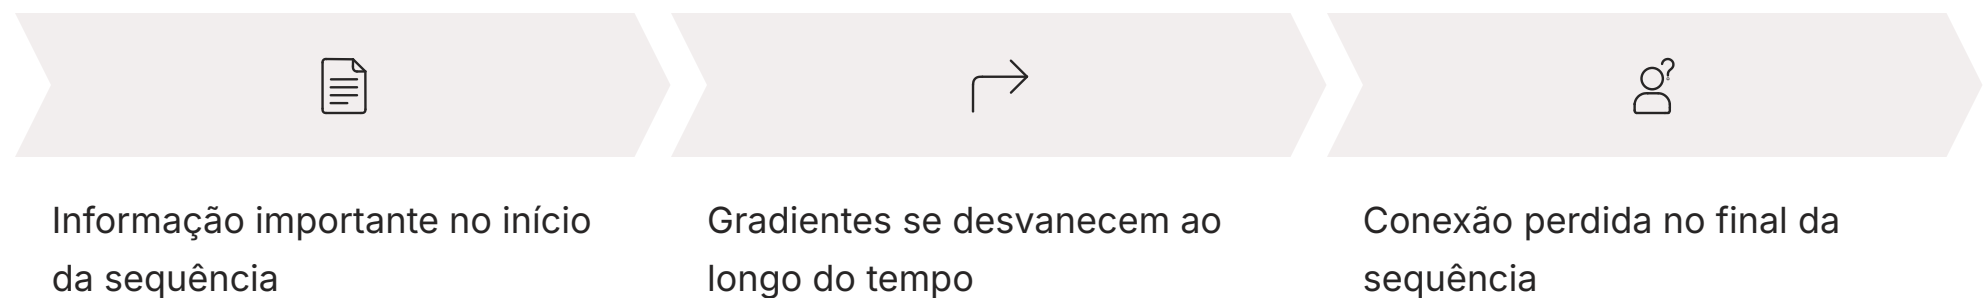 Informação importante no início
da sequência
Gradientes se desvanecem ao
longo do tempo
Conexão perdida no final da
sequência